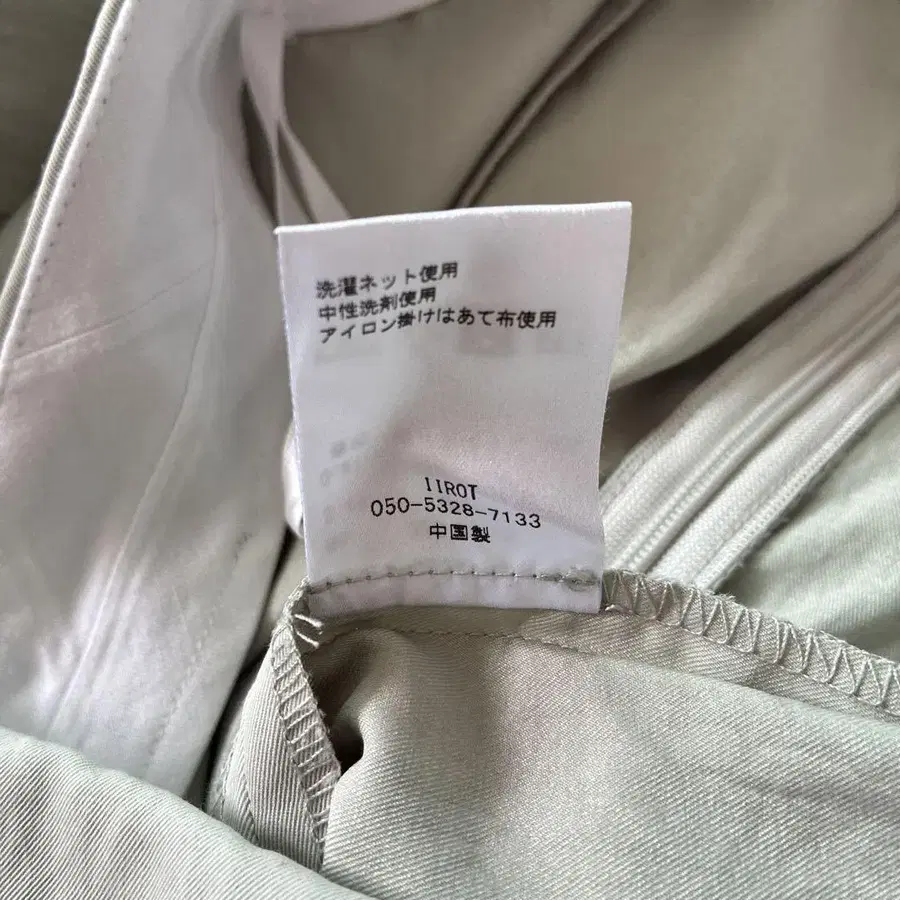 洗濯ネット使用
中性洗剤使用
アイロン掛けはあて布使用
IIROT
050-5328-7133
中国製